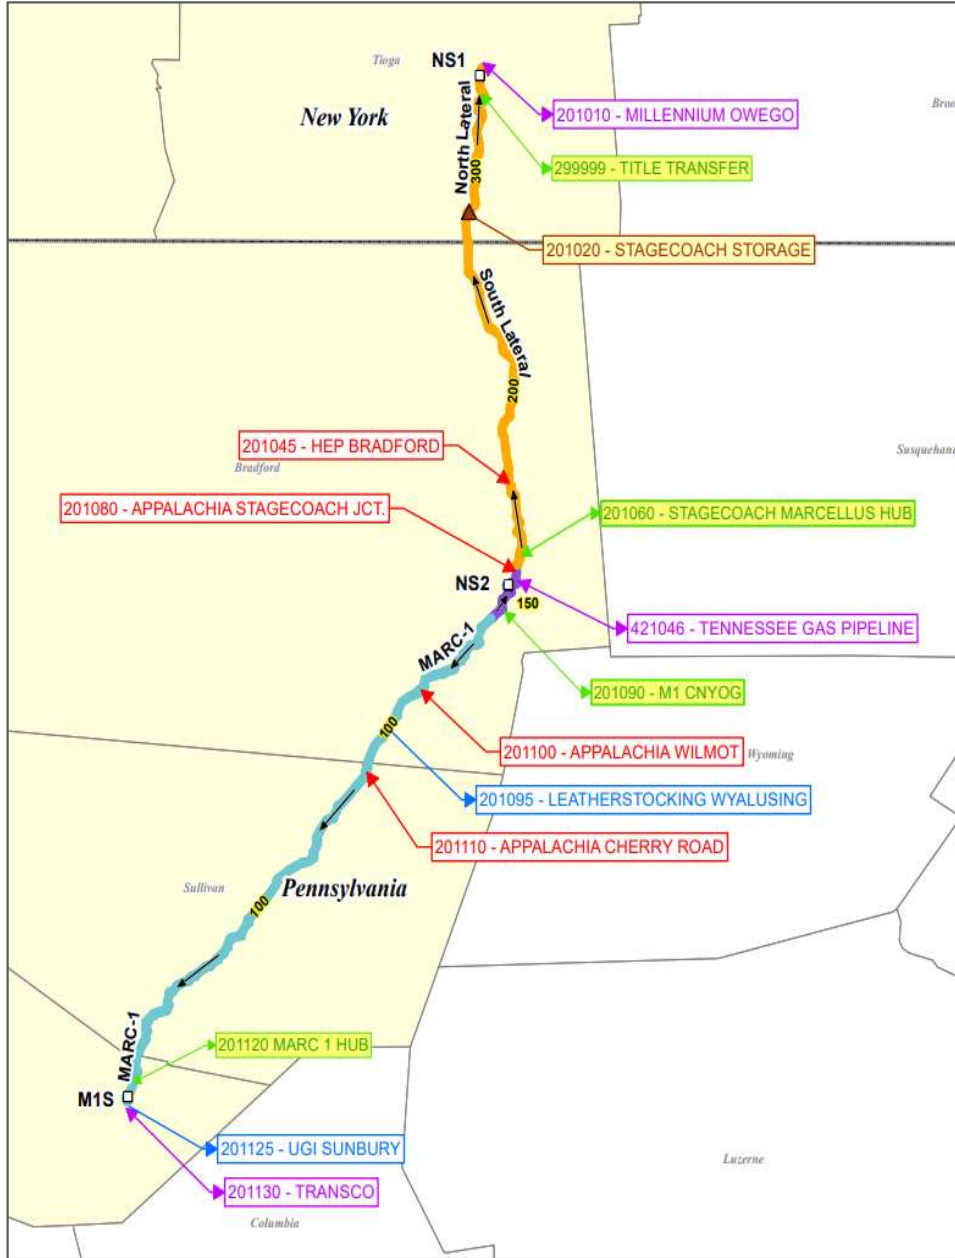 Tioga
NS1
New York
North Lateral
201010 - MILLENNIUM OWEGO
Broo
299999 - TITLE TRANSFER
300
201020 - STAGECOACH STORAGE
South Lateral
200
201045 - HEP BRADFORD
Bradford
Susquehann
201080 - APPALACHIA STAGECOACH JCT.
201060 - STAGECOACH MARCELLUS HUB
NS2
150
421046 - TENNESSEE GAS PIPELINE
MARC-1
201090 - M1 CNYOG
100
201100 - APPALACHIA WILMOT
Wyoming
201095 - LEATHERSTOCKING WYALUSING
201110 - APPALACHIA CHERRY ROAD
Sullivan
Pennsylvania
100
MARC-1
201120 MARC 1 HUB
M1S
201125 - UGI SUNBURY
Luzerne
201130 - TRANSCO
Columbia